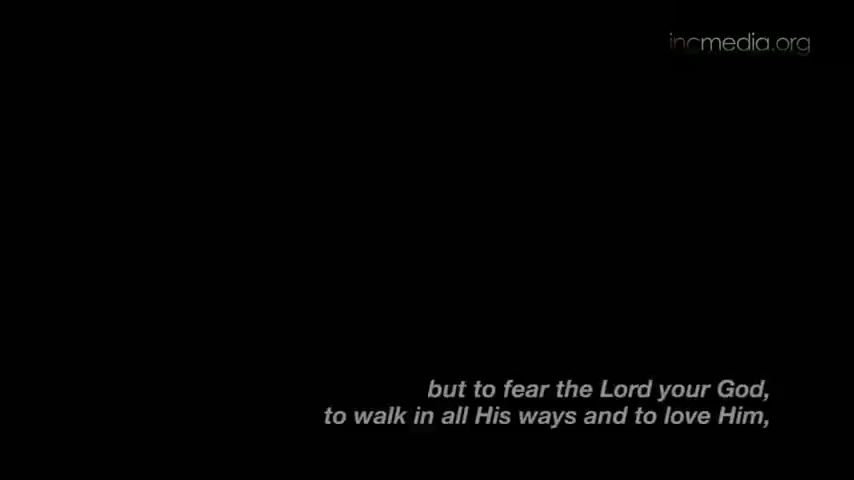 incmedia.org
but to fear the Lord your God,
to walk in all His ways and to love Him,